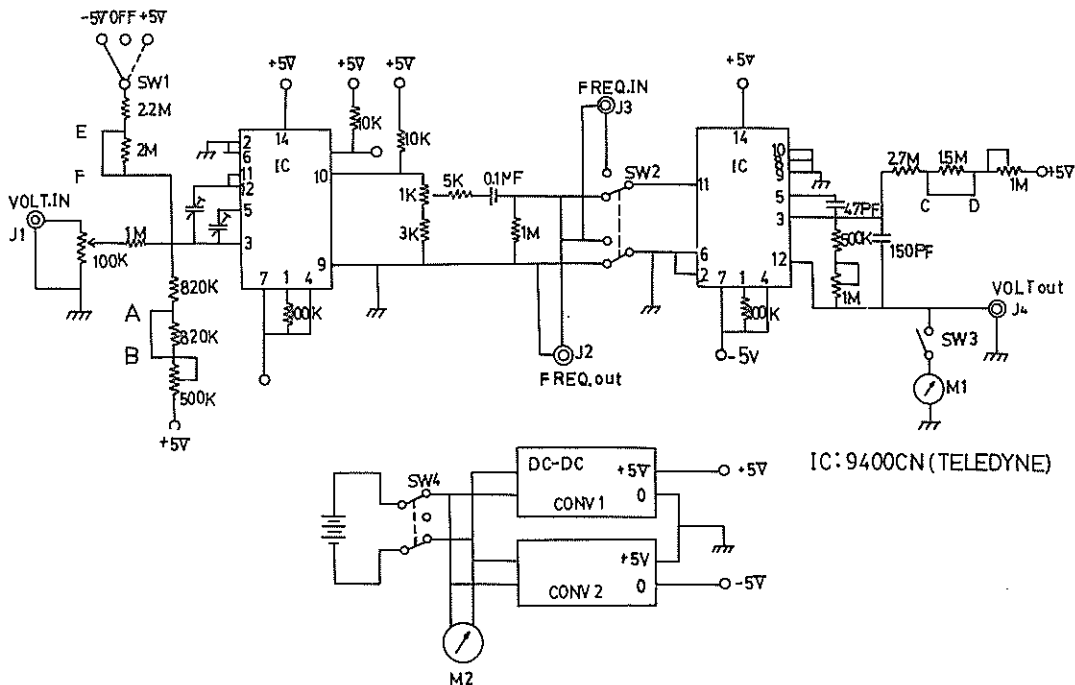 -5V OFF +5V
SW1
2.2M
E
2M
F
VOLT.IN
J1
100K
1M
820K
A
820K
B
500K
+5V
+5V
+5V
+5V
10K
10K
14
IC
2
6
11
12
5
3
10
9
7
1
4
100K
1K
3K
5K
0.1μF
1M
FREQ.IN
J3
SW2
J2
FREQ.out
+5V
14
IC
11
6
2
10
8
9
5
3
12
7
1
4
100K
-5V
2.7M
1.5M
1M
+5V
C
D
47PF
500K
150PF
1M
VOLT out
J4
SW3
M1
IC:9400CN(TELEDYNE)
SW4
DC-DC
+5V
0
CONV 1
+5V
+5V
0
CONV 2
-5V
M2